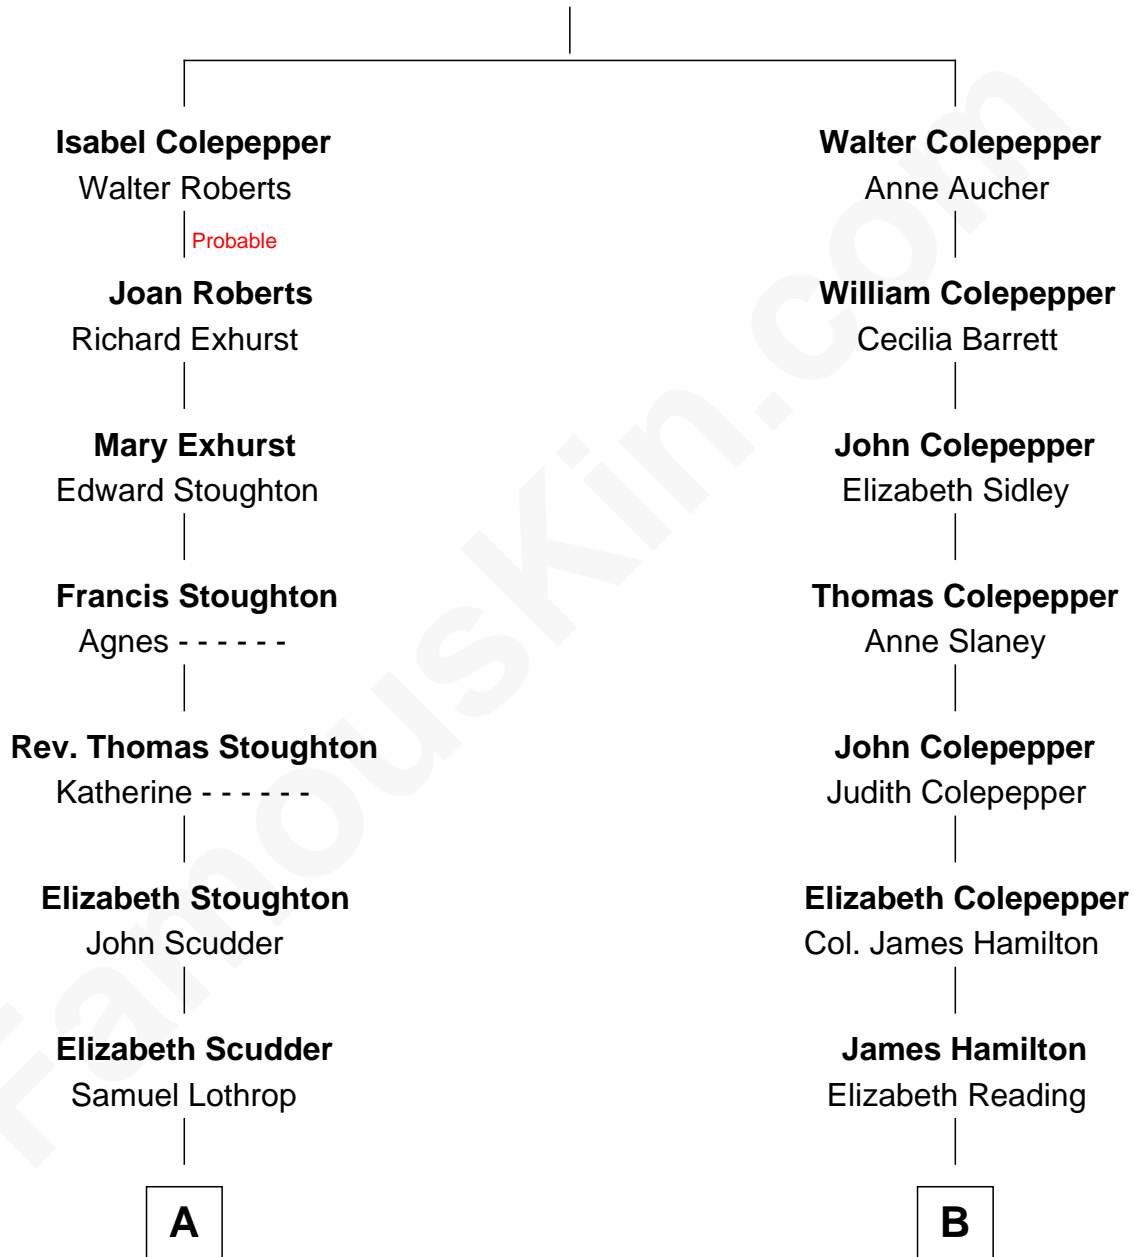 Isabel Colepepper
Walter Roberts
Probable
Joan Roberts
Richard Exhurst
Mary Exhurst
Edward Stoughton
Francis Stoughton
Agnes - - - - - -
Rev. Thomas Stoughton
Katherine - - - - - -
Elizabeth Stoughton
John Scudder
Elizabeth Scudder
Samuel Lothrop
A
Walter Colepepper
Anne Aucher
William Colepepper
Cecilia Barrett
John Colepepper
Elizabeth Sidley
Thomas Colepepper
Anne Slaney
John Colepepper
Judith Colepepper
Elizabeth Colepepper
Col. James Hamilton
James Hamilton
Elizabeth Reading
B
FamousKin.com